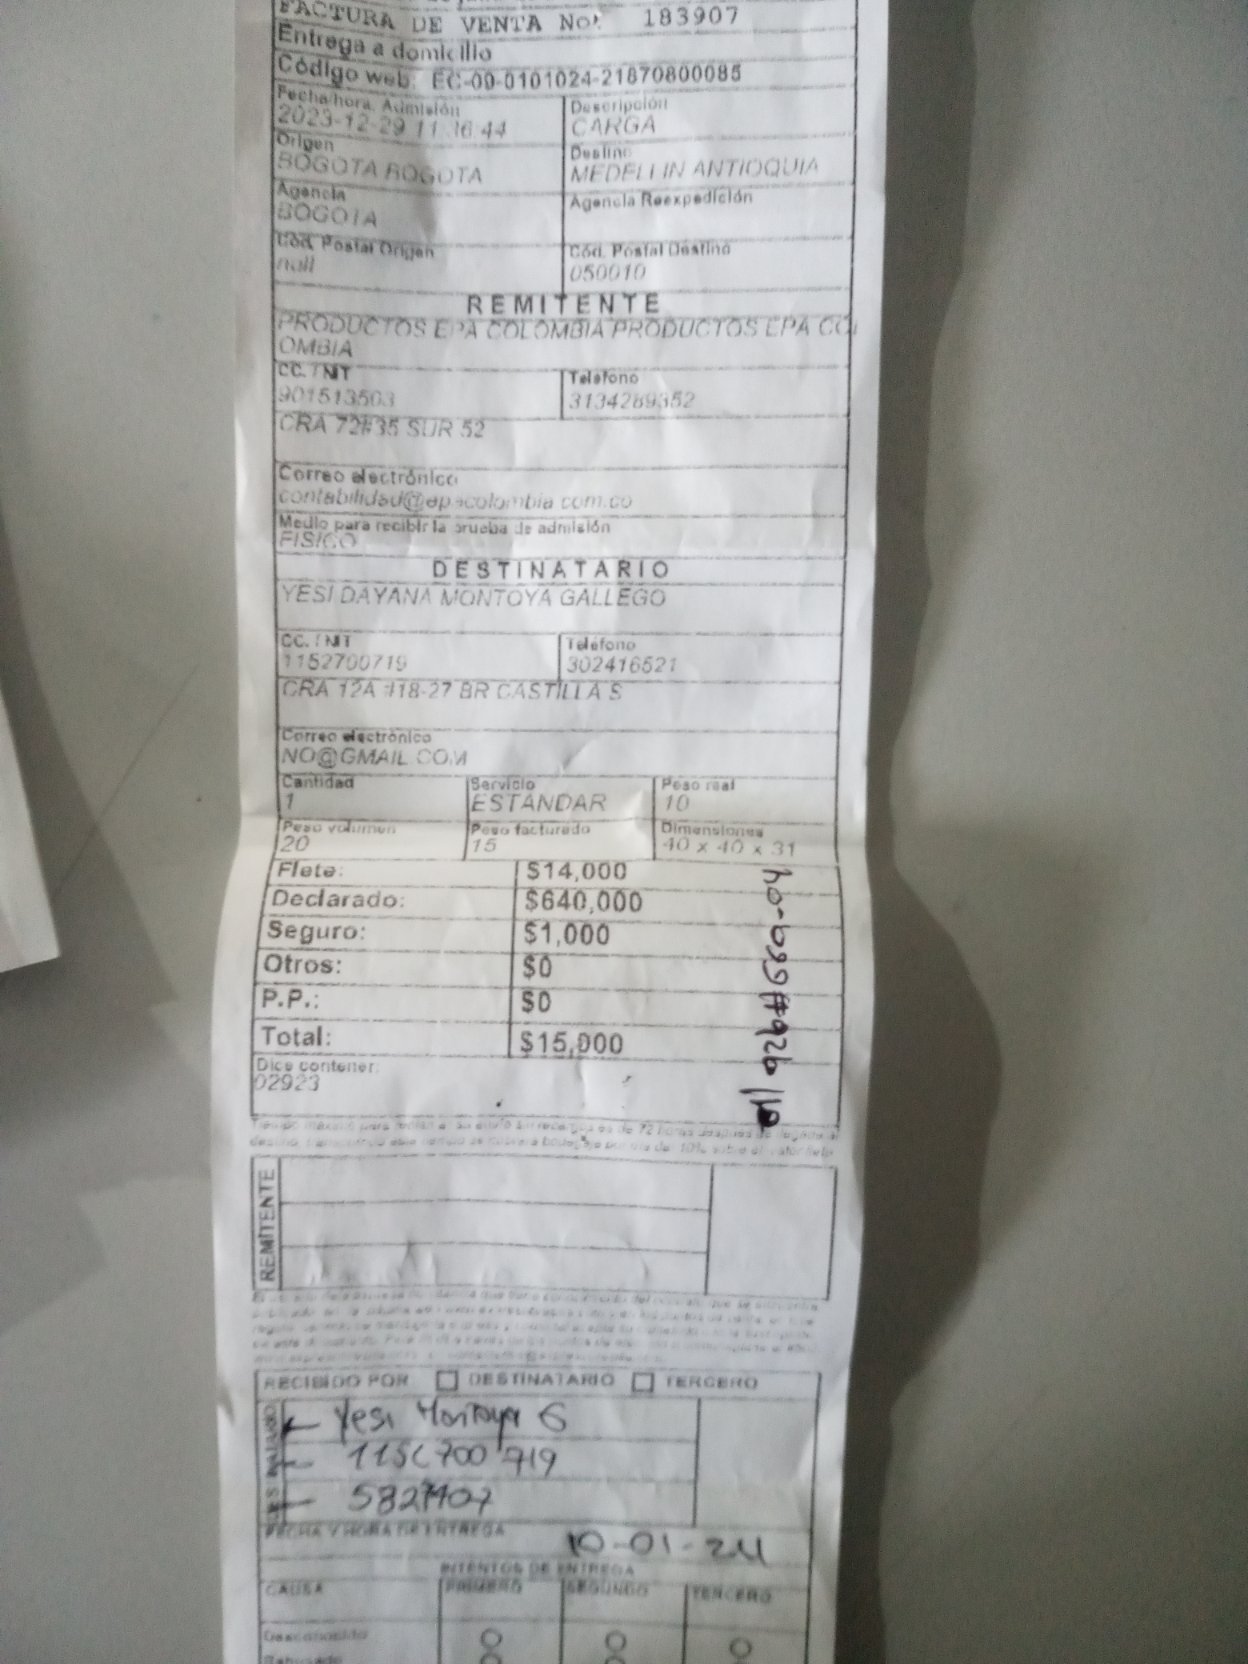 FACTURA DE VENTA No: 183907
Entrega a domicilio
Código web: EC-00-0101024-21870800085
Fecha/hora. Admisión
2023-12-29 11:36:44
Descripción
CARGA
Origen
BOGOTA BOGOTA
Destino
MEDELLIN ANTIOQUIA
Agencia
BOGOTA
Agencia Reexpedición
Cód. Postal Origen
null
Cód. Postal Destino
050010
REMITENTE
PRODUCTOS EPA COLOMBIA PRODUCTOS EPA COL
OMBIA
CC. / NIT
901513503
Teléfono
3134289352
CRA 72#35 SUR 52
Correo electrónico
contabilidad@epacolombia.com.co
Medio para recibir la prueba de admisión
FISICO
DESTINATARIO
YESI DAYANA MONTOYA GALLEGO
CC. / NIT
1152700719
Teléfono
302416521
CRA 12A #18-27 BR CASTILLA S
Correo electrónico
NO@GMAIL.COM
Cantidad
1
Servicio
ESTANDAR
Peso real
10
Peso volumen
20
Peso facturado
15
Dimensiones
40 x 40 x 31
Flete: $14,000
Declarado: $640,000
Seguro: $1,000
Otros: $0
P.P.: $0
Total: $15,000
Dice contener:
02923
REMITENTE
RECIBIDO POR DESTINATARIO TERCERO
Yesi Montoya G
1152700719
FECHA Y HORA DE ENTREGA
10-01-24
INTENTOS DE ENTREGA
CAUSA PRIMERO SEGUNDO TERCERO
Desconocido
Rehusado